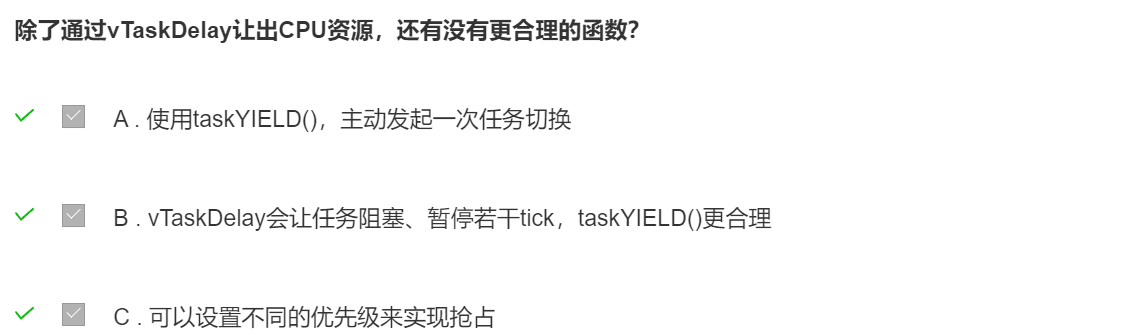 除了通过vTaskDelay让出CPU资源，还有没有更合理的函数？
A . 使用taskYIELD()，主动发起一次任务切换
B . vTaskDelay会让任务阻塞、暂停若干tick，taskYIELD()更合理
C . 可以设置不同的优先级来实现抢占